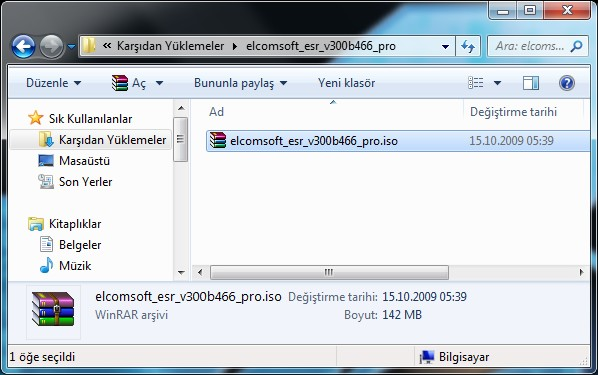 « Karşıdan Yüklemeler ▸ elcomsoft_esr_v300b466_pro
Ara: elcoms...
Düzenle Aç Bununla paylaş Yeni klasör
Ad Değiştirme tarihi
Sık Kullanılanlar
Karşıdan Yüklemeler
Masaüstü
Son Yerler
Kitaplıklar
Belgeler
Müzik
elcomsoft_esr_v300b466_pro.iso 15.10.2009 05:39
elcomsoft_esr_v300b466_pro.iso Değiştirme tarihi: 15.10.2009 05:39
WinRAR arşivi Boyut: 142 MB
1 öğe seçildi Bilgisayar